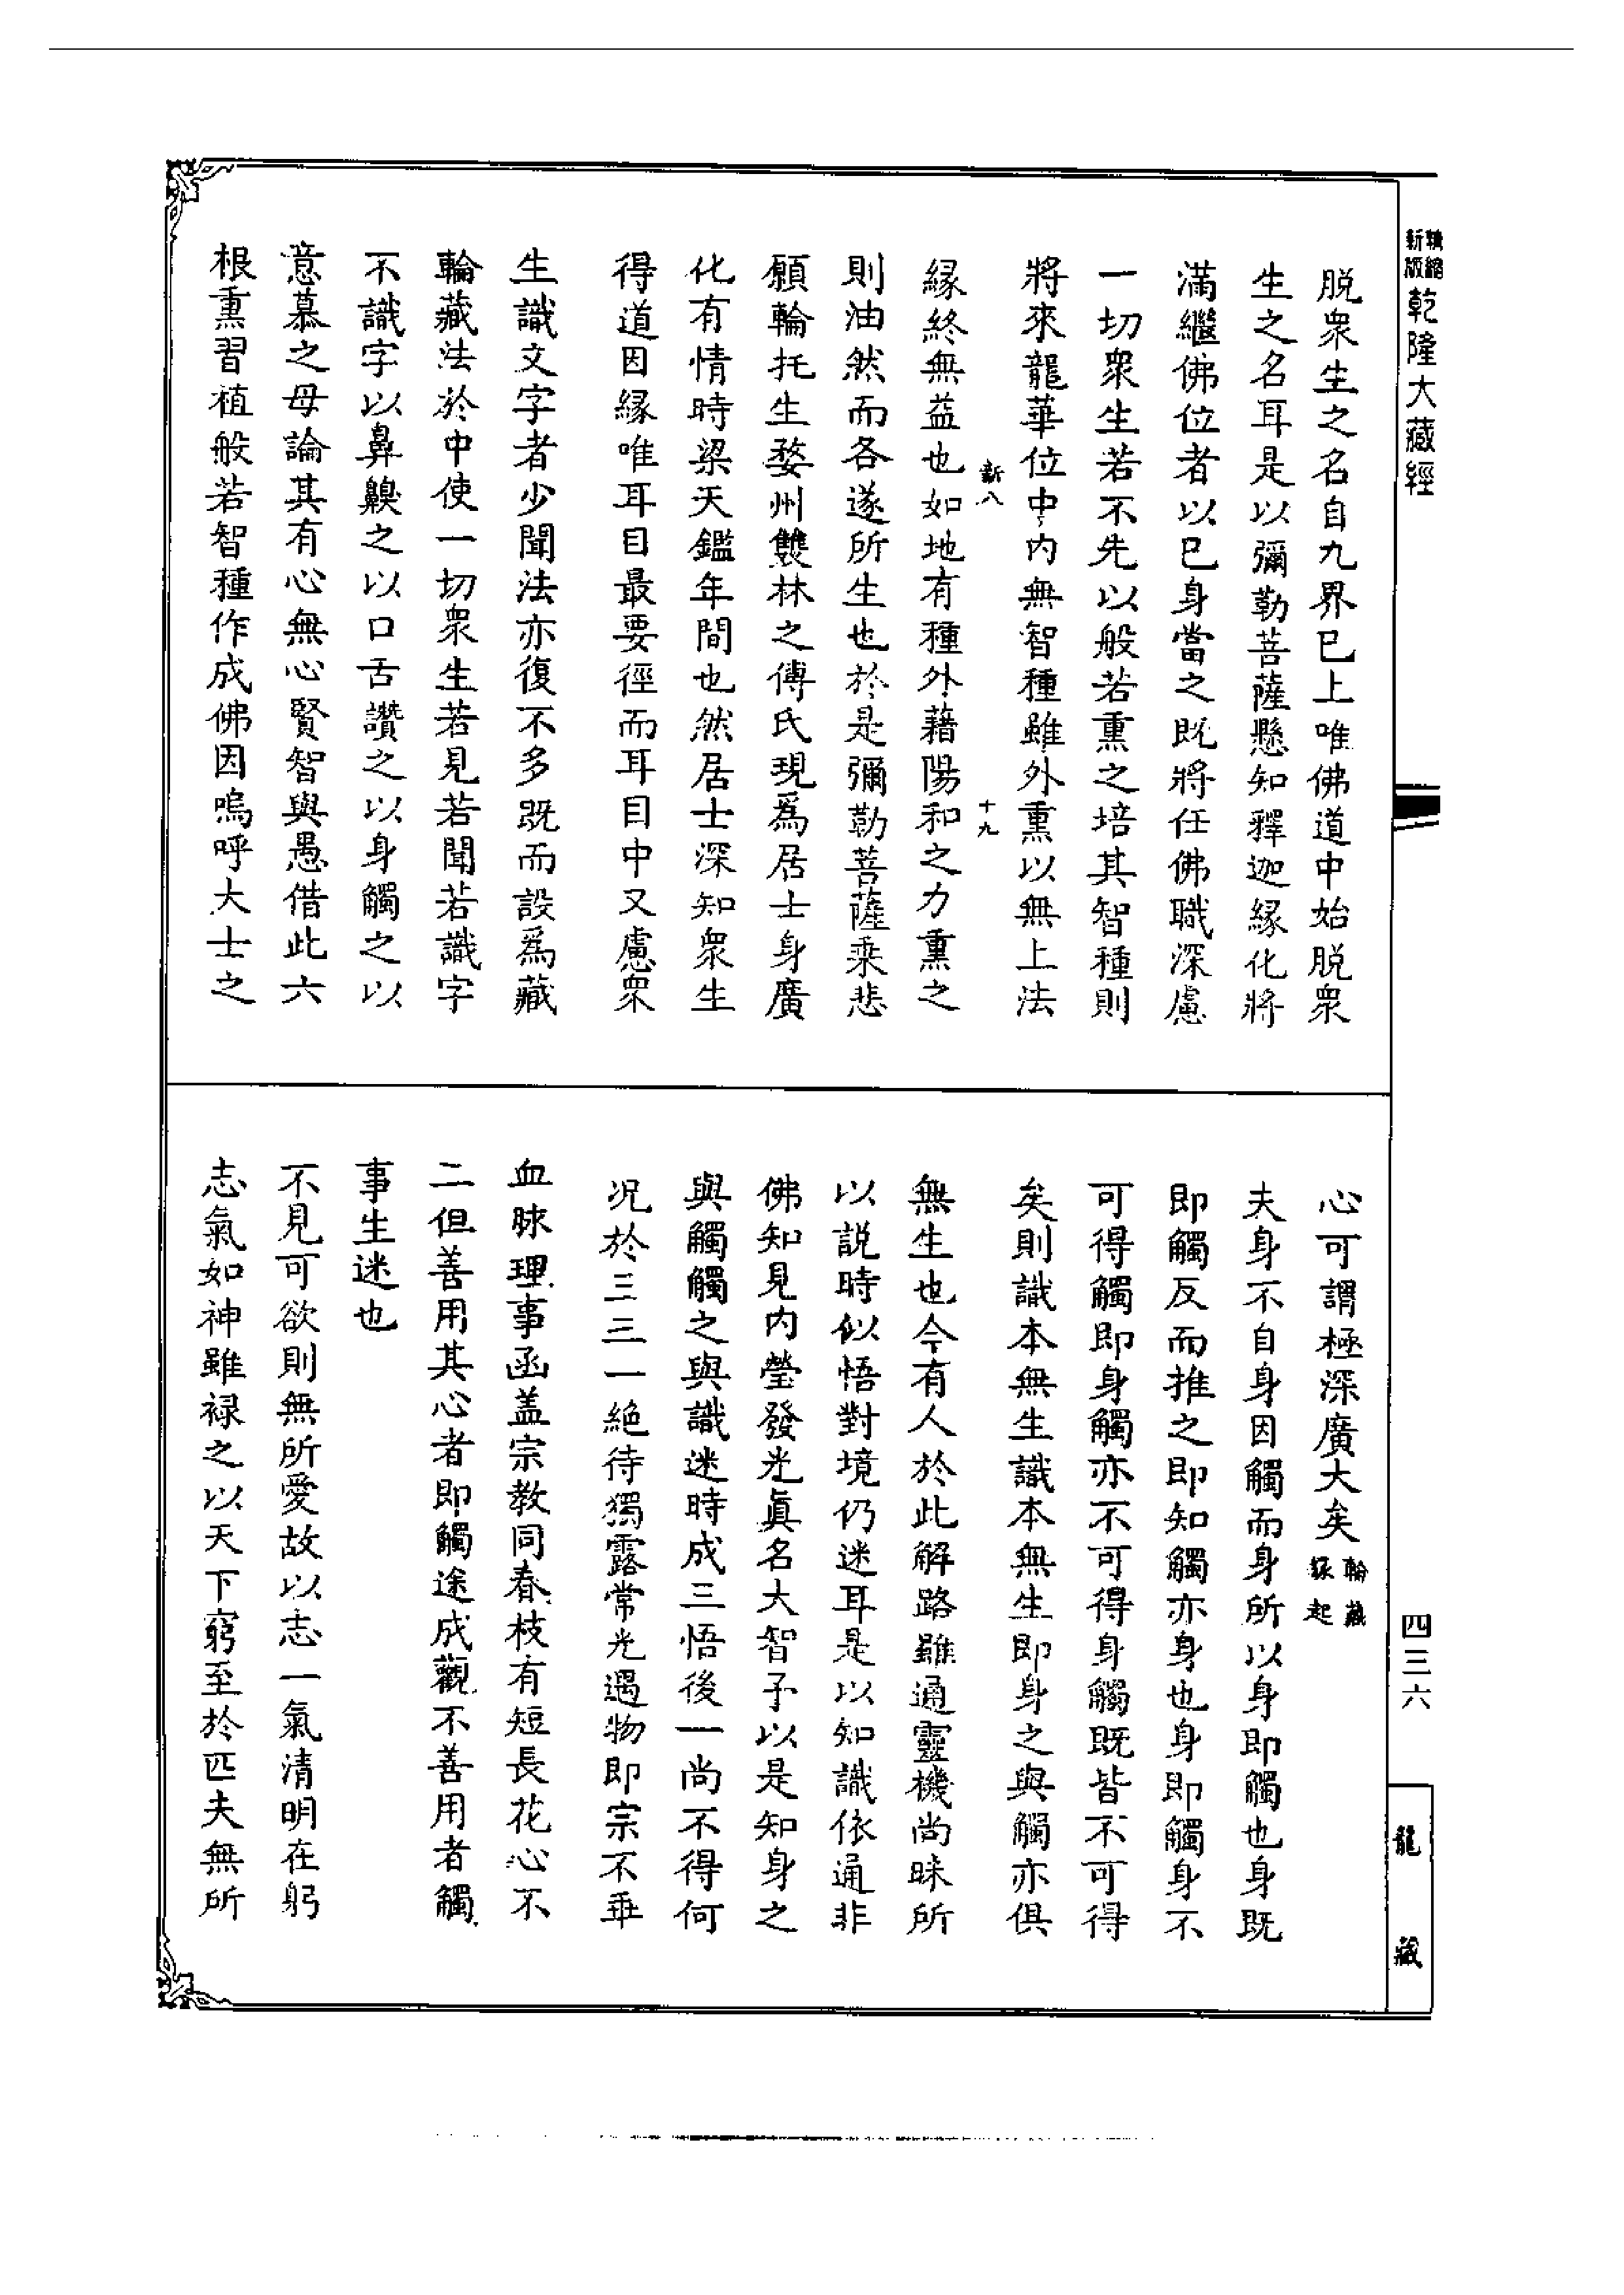 精縮新版乾隆大藏經
脱衆生之名自九界已上唯佛道中始脱衆
生之名耳是以彌勒菩薩懸知釋迦縁化將
滿繼佛位者以已身當之既將任佛職深慮
一切衆生若不先以般若熏之培其智種則
將來龍華位中内無智種雖外熏以無上法
新八　十九
縁終無益也如地有種外藉陽和之力熏之
則油然而各遂所生也於是彌勒菩薩乘悲
願輪托生婺州雙林之傅氏現爲居士身廣
化有情時梁天鑑年間也然居士深知衆生
得道因縁唯耳目最要徑而耳目中又慮衆
生識文字者少聞法亦復不多既而設爲藏
輪藏法於中使一切衆生若見若聞若識字
不識字以鼻齅之以口舌讚之以身觸之以
意慕之毋論其有心無心賢智與愚借此六
根熏習植般若智種作成佛因嗚呼大士之
心可謂極深廣大矣輪藏縁起
夫身不自身因觸而身所以身即觸也身既
即觸反而推之即知觸亦身也身即觸身不
可得觸即身觸亦不可得身觸既皆不可得
矣則識本無生識本無生即身之與觸亦俱
無生也今有人於此解路雖通靈機尚昧所
以説時似悟對境仍迷耳是以知識依通非
佛知見内瑩發光眞名大智予以是知身之
與觸觸之與識迷時成三悟後一尚不得何
况於三三一絶待獨露常光遇物即宗不乖
血脉理事函盖宗教同春枝有短長花心不
二但善用其心者即觸途成觀不善用者觸
事生迷也
不見可欲則無所愛故以志一氣清明在躬
志氣如神雖禄之以天下窮至於匹夫無所
四三六
龍藏